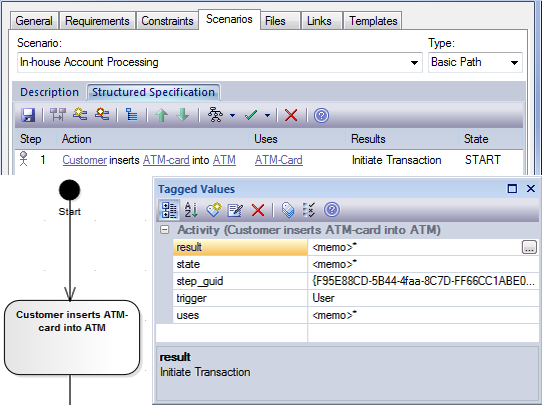 General Requirements Constraints Scenarios Files Links Templates
Scenario: Type:
In-house Account Processing Basic Path
Description Structured Specification
Step Action Uses Results State
1 Customer inserts ATM-card into ATM ATM-Card Initiate Transaction START
Start
Customer inserts ATM-
card into ATM
Tagged Values
Activity (Customer inserts ATM-card into ATM)
result <memo>*
state <memo>*
step_guid {F95E88CD-5B44-4faa-8C7D-FF66CC1ABE0...
trigger User
uses <memo>*
result
Initiate Transaction